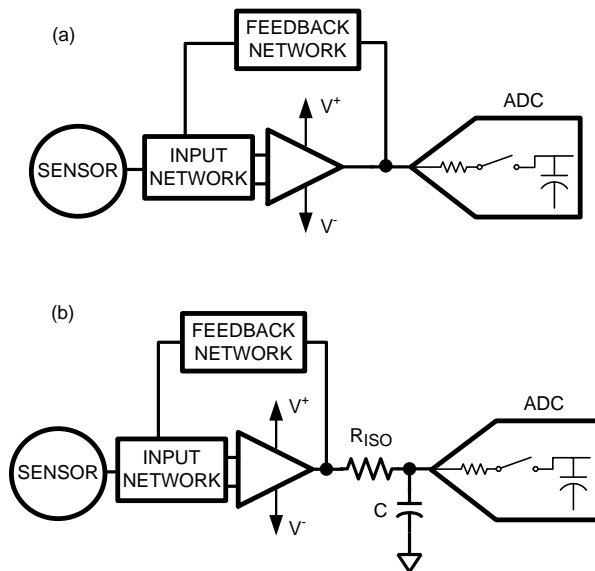 (a)
FEEDBACK
NETWORK
V+
ADC
SENSOR
INPUT
NETWORK
V-
(b)
FEEDBACK
NETWORK
V+
ADC
RISO
SENSOR
INPUT
NETWORK
C
V-